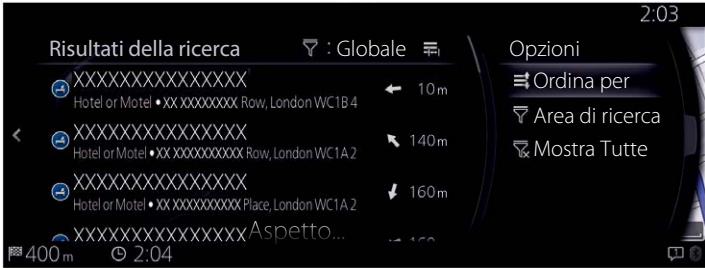 2:03
Risultati della ricerca : Globale
XXXXXXXXXXXXXXX
Hotel or Motel • XX XXXXXXXX Row, London WC1B 4
10 m
XXXXXXXXXXXXXXX
Hotel or Motel • XX XXXXXXXXXX Row, London WC1A 2
140 m
XXXXXXXXXXXXXXX
Hotel or Motel • XX XXXXXXXXXX Place, London WC1A 2
160 m
XXXXXXXXXXXXXXX Aspetto...
160
400 m 2:04
Opzioni
Ordina per
Area di ricerca
Mostra Tutte